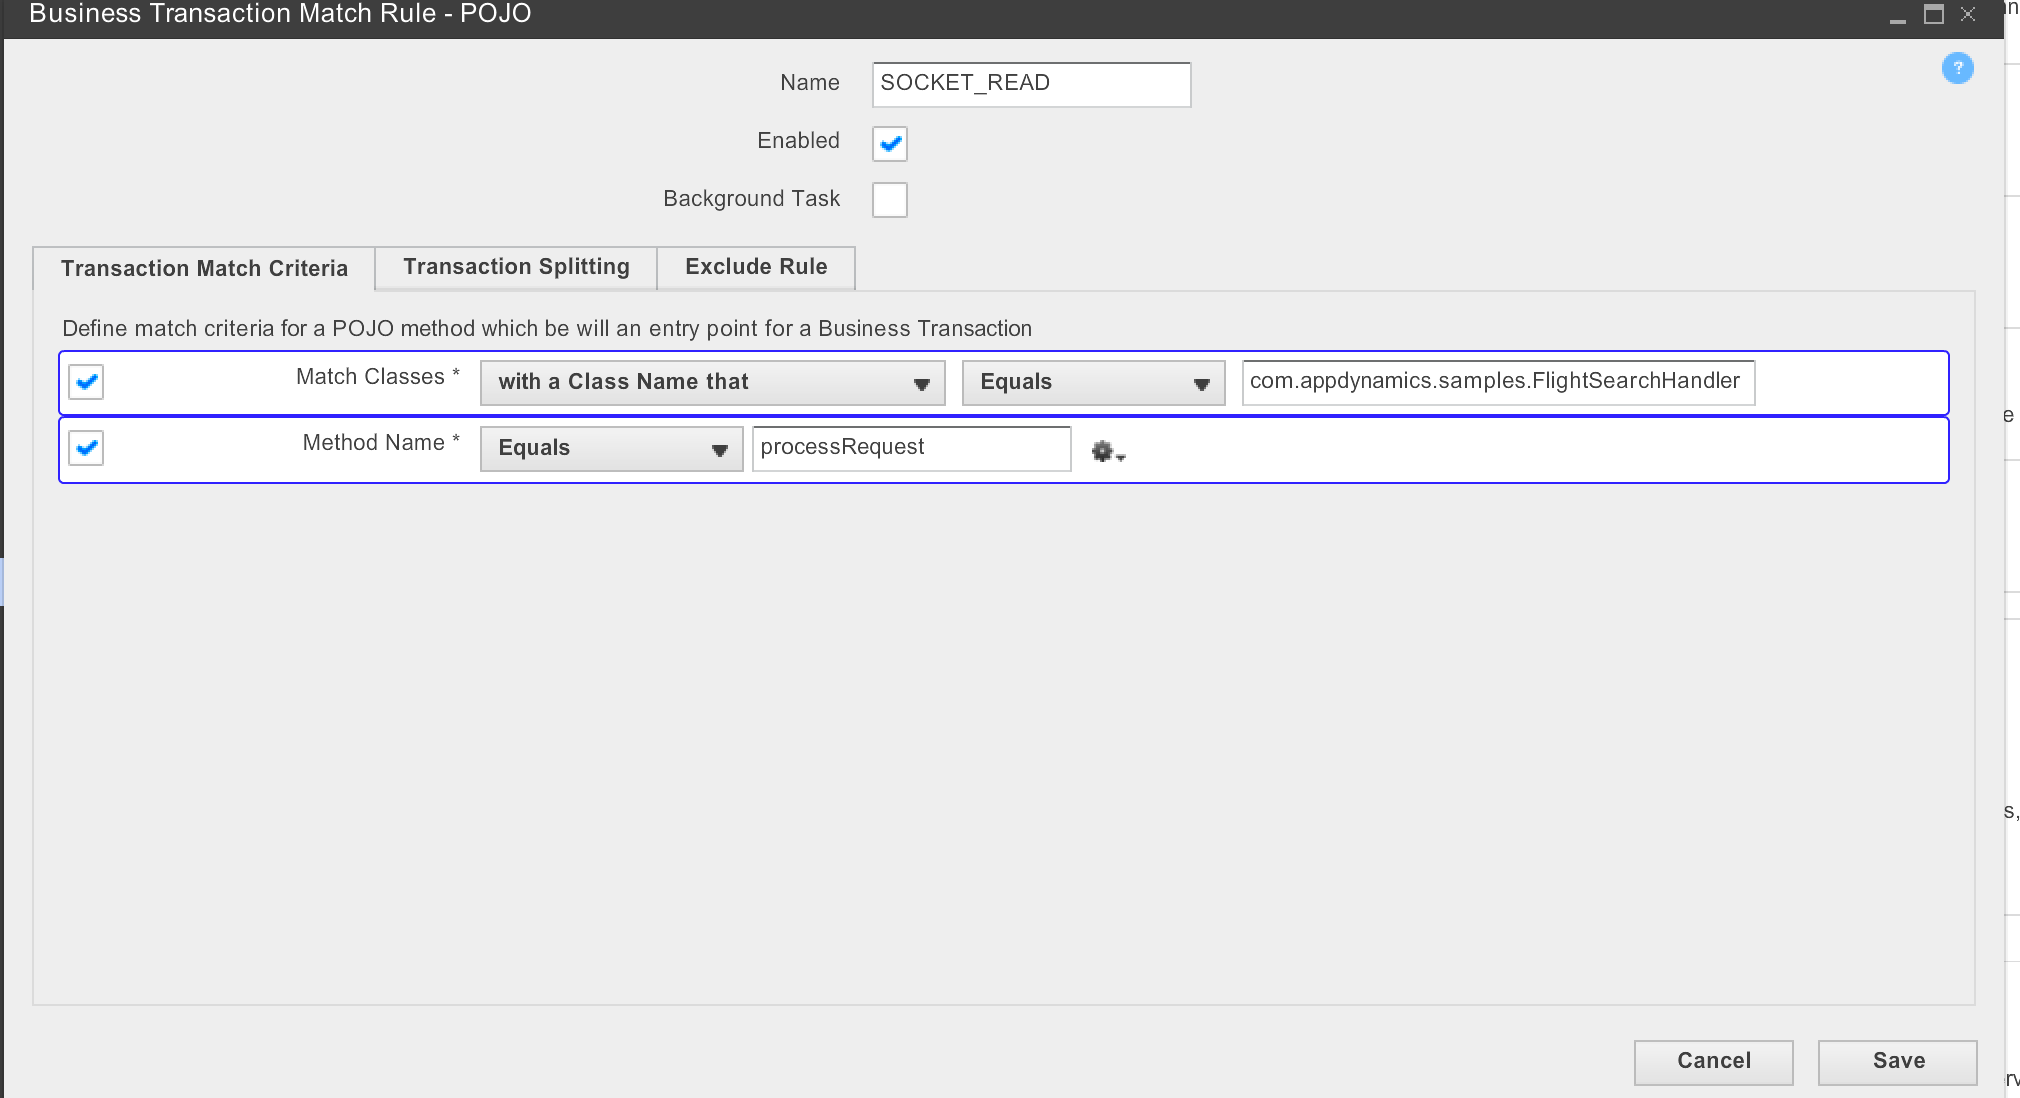 Business Transaction Match Rule - POJO
?
Name SOCKET_READ
Enabled
Background Task
Transaction Match Criteria Transaction Splitting Exclude Rule
Define match criteria for a POJO method which be will an entry point for a Business Transaction
Match Classes * with a Class Name that Equals com.appdynamics.samples.FlightSearchHandler
Method Name * Equals processRequest
Cancel Save